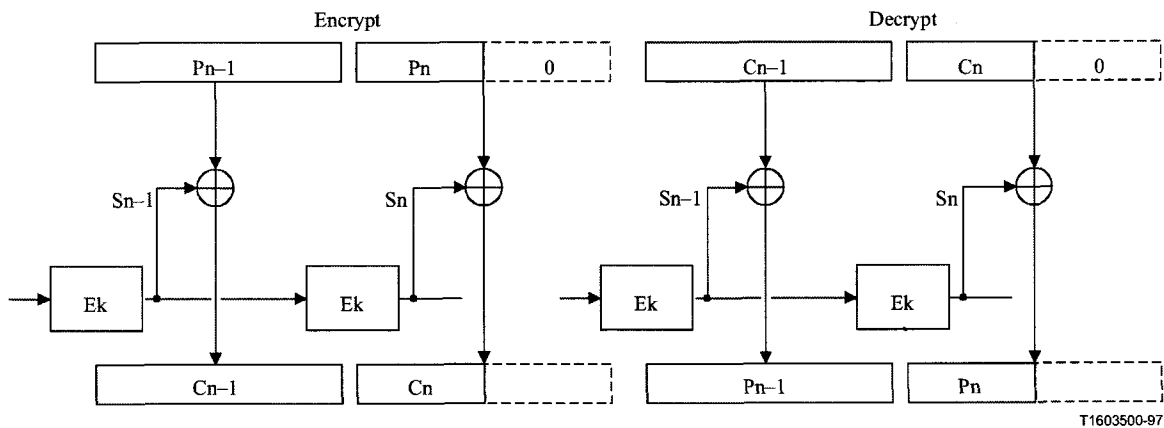 Encrypt
Decrypt
Pn–1 Pn 0
Cn–1 Cn 0
Sn–1 Sn
Sn–1 Sn
Ek Ek
Ek Ek
Cn–1 Cn
Pn–1 Pn
T1603500-97